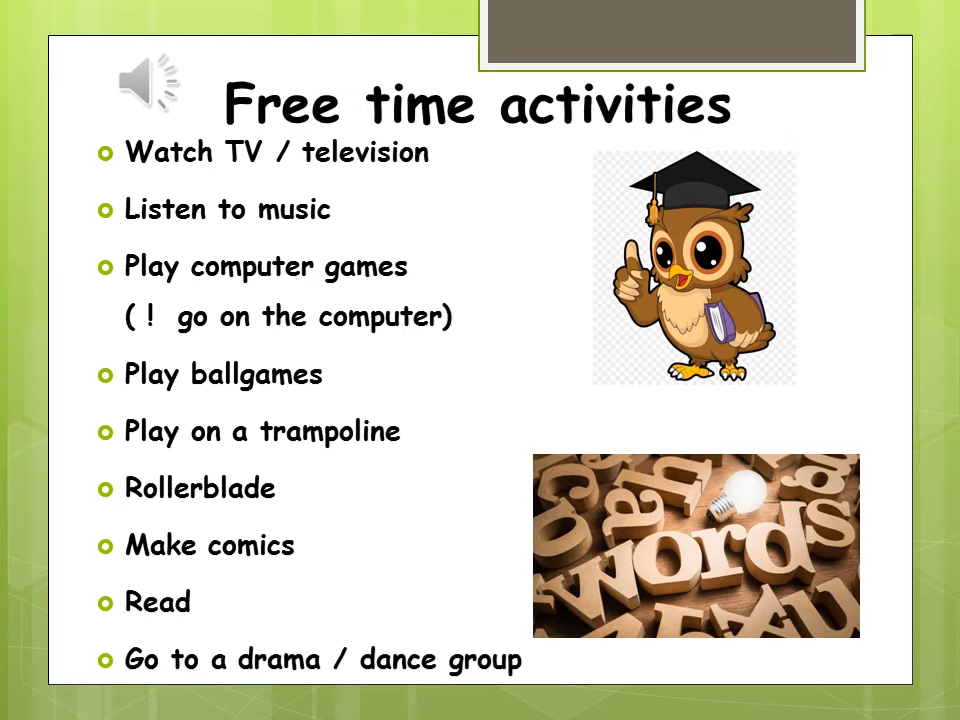 Free time activities
Watch TV / television
Listen to music
Play computer games
( ! go on the computer)
Play ballgames
Play on a trampoline
Rollerblade
Make comics
Read
Go to a drama / dance group
words